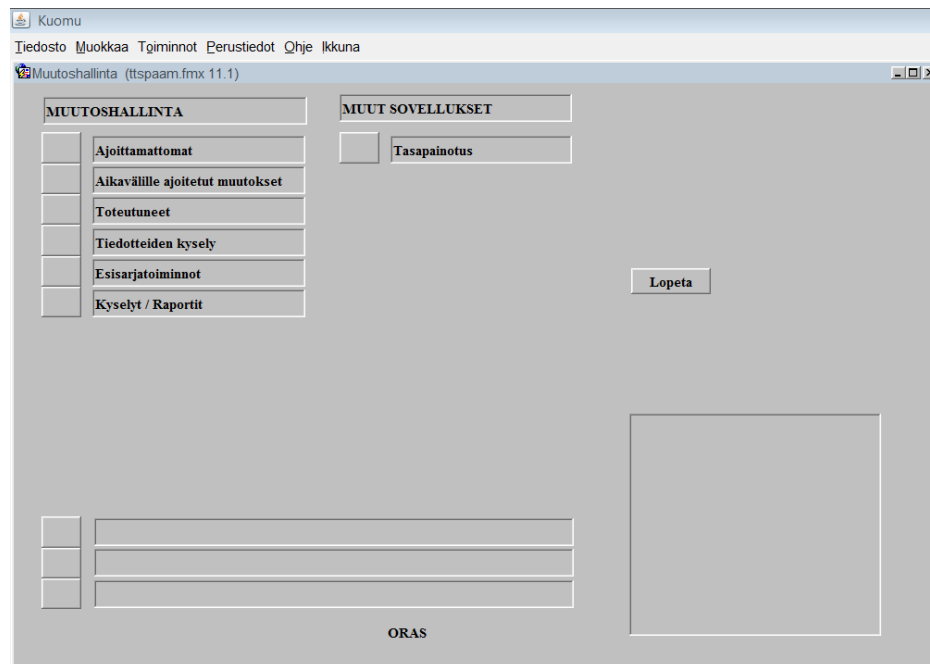 Kuomu
Tiedosto Muokkaa Toiminnot Perustiedot Ohje Ikkuna
Muutoshallinta (ttspaam.fmx 11.1)
MUUTOSHALLINTA
MUUT SOVELLUKSET
Ajoittamattomat
Tasapainotus
Aikavälille ajoitetut muutokset
Toteutuneet
Tiedotteiden kysely
Esisarjatoiminnot
Lopeta
Kyselyt / Raportit
ORAS